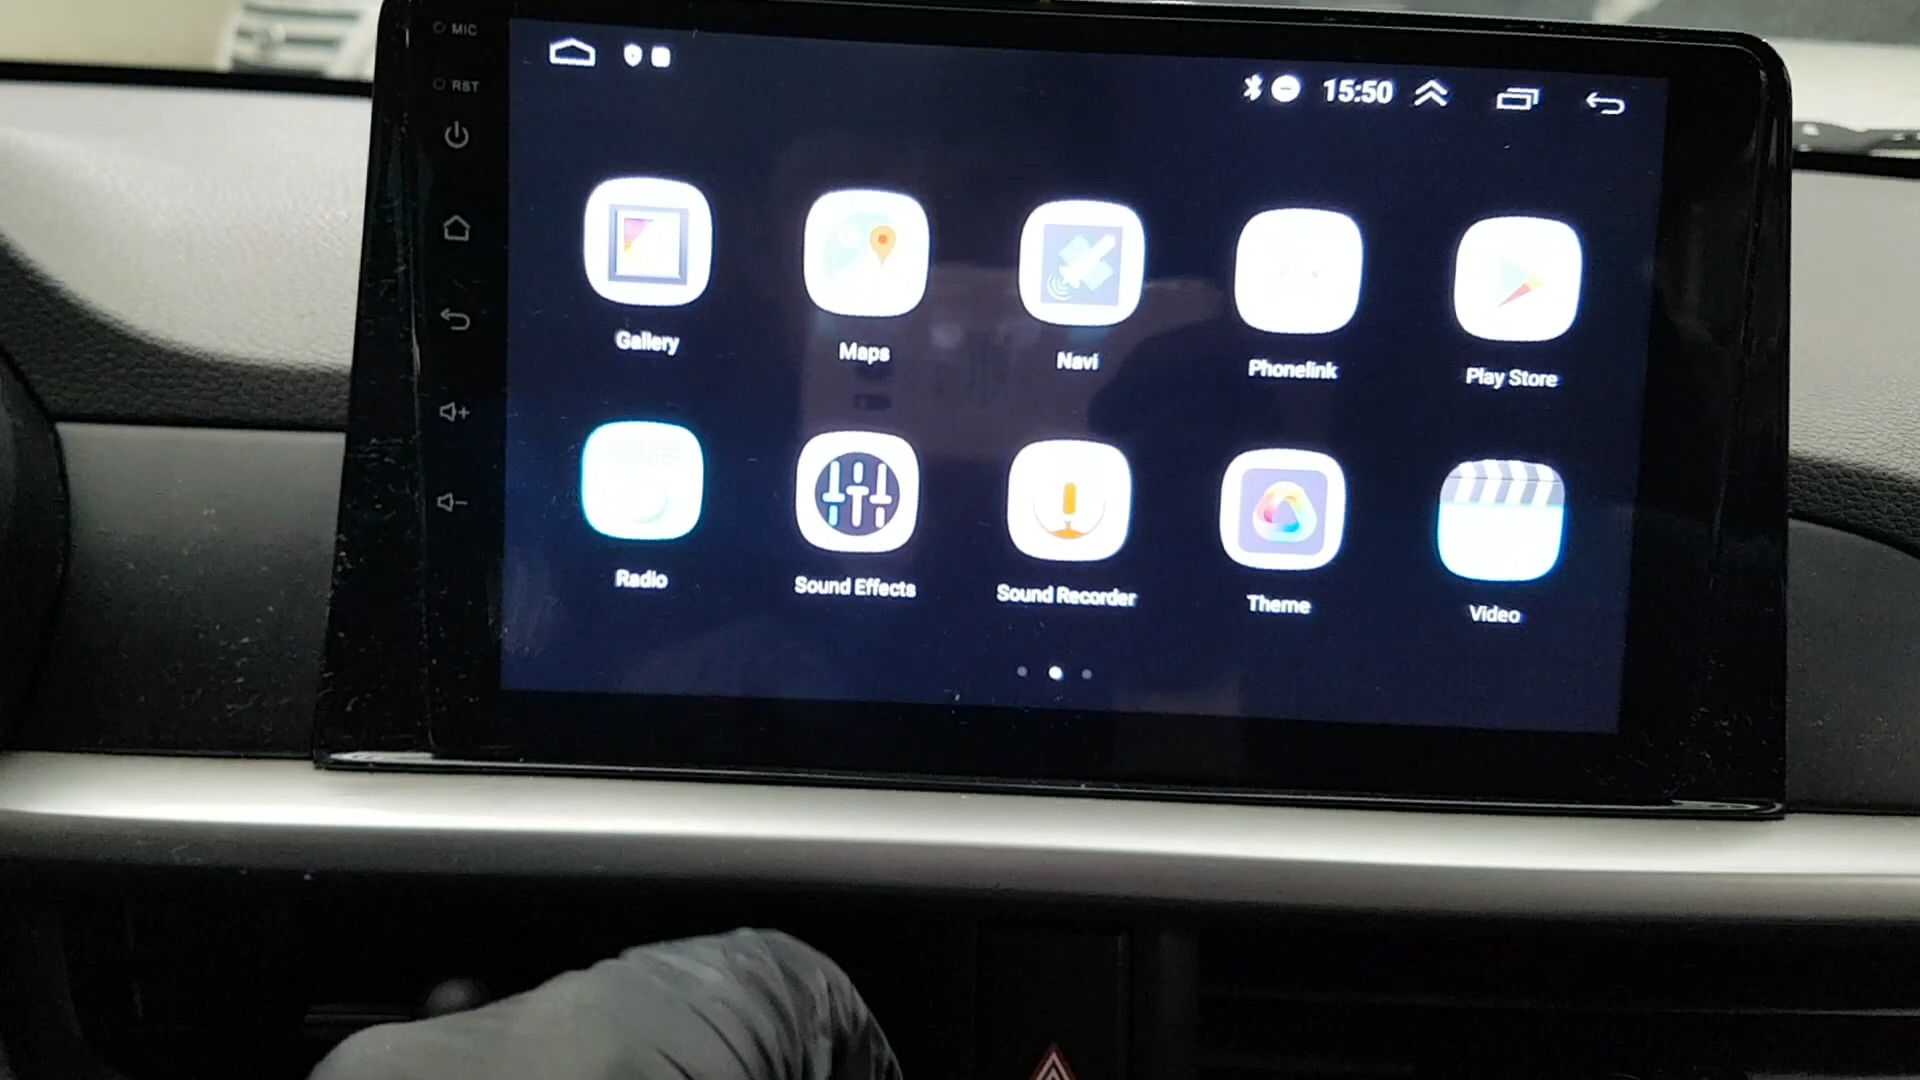 MIC
RST
15:50
Gallery
Maps
Navi
Phonelink
Play Store
Radio
Sound Effects
Sound Recorder
Theme
Video